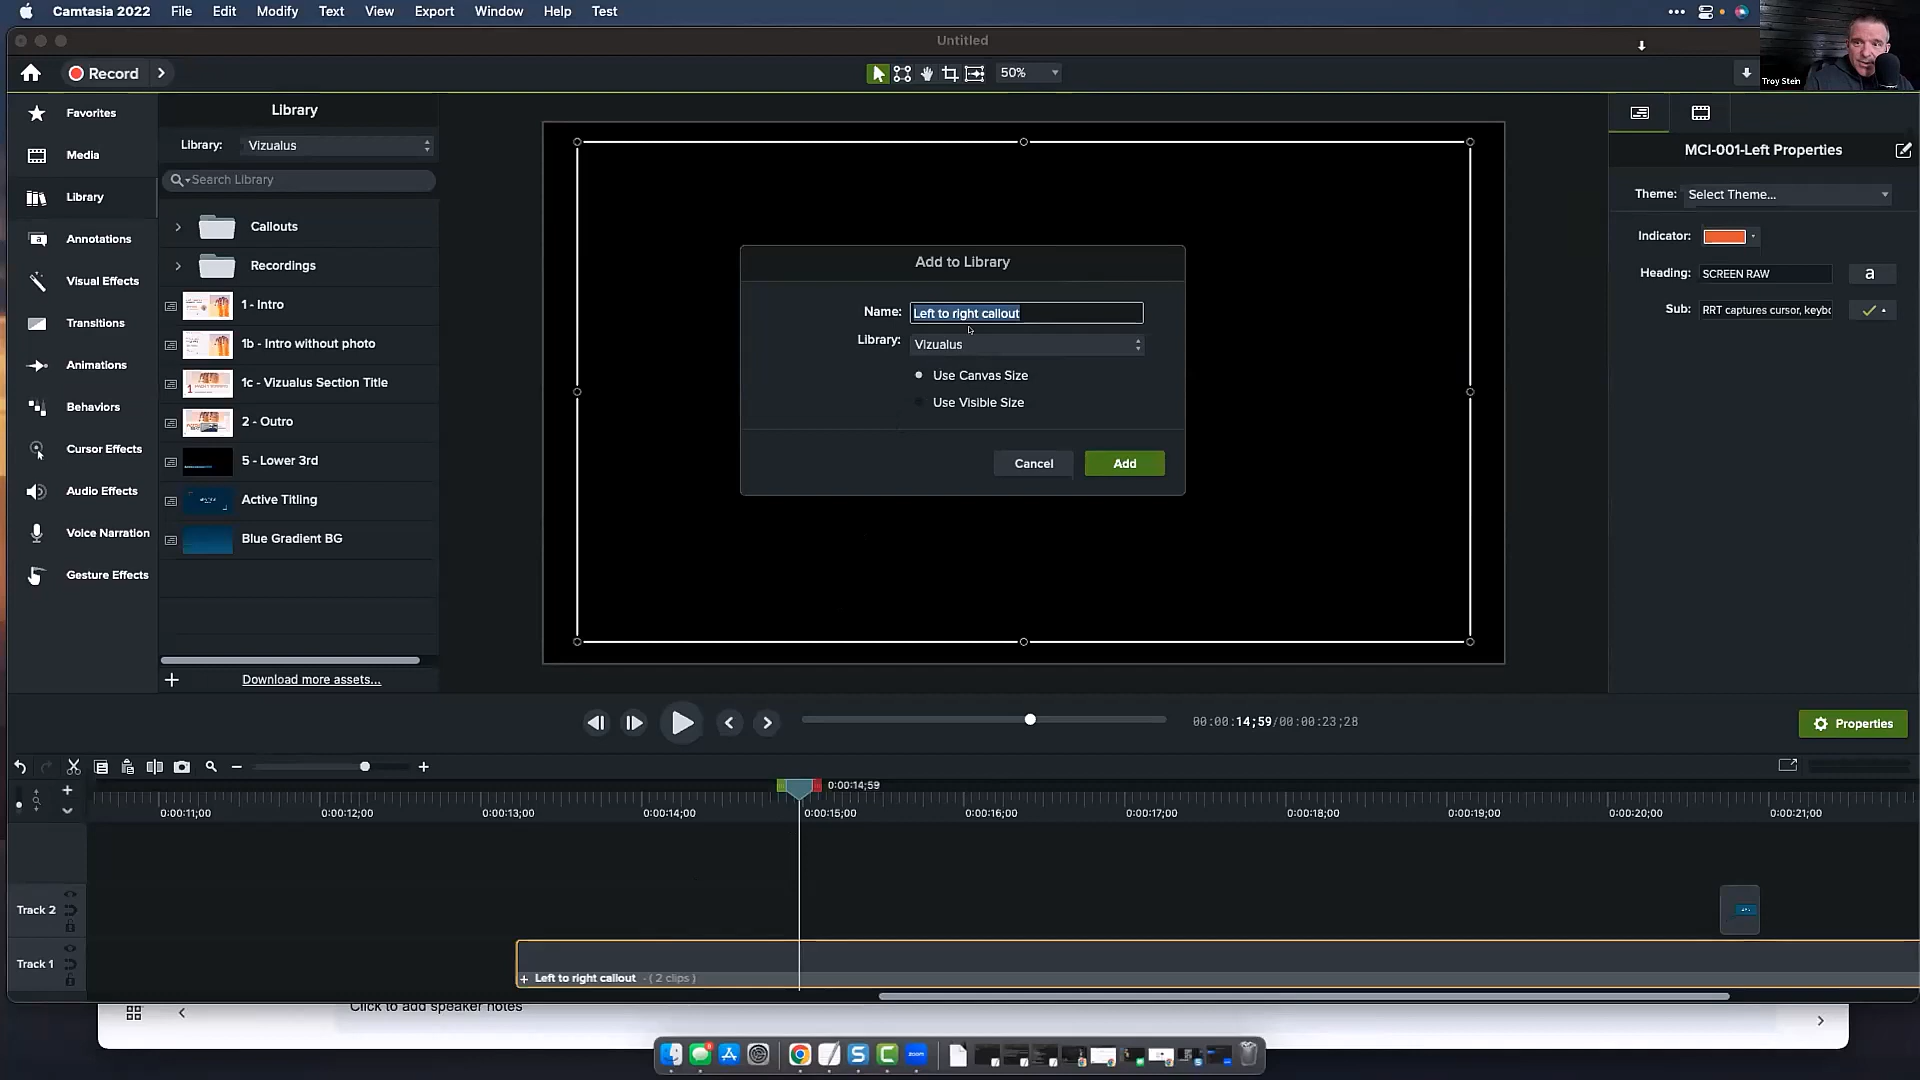 Camtasia 2022 File Edit Modify Text View Export Window Help Test
Untitled
Troy Stein
Record
50%
Favorites
Media
Library
Annotations
Visual Effects
Transitions
Animations
Behaviors
Cursor Effects
Audio Effects
Voice Narration
Gesture Effects
Library
Library: Vizualus
Search Library
Callouts
Recordings
1 - Intro
1b - Intro without photo
1c - Vizualus Section Title
2 - Outro
5 - Lower 3rd
Active Titling
Blue Gradient BG
Download more assets...
Add to Library
Name: Left to right callout
Library: Vizualus
Use Canvas Size
Use Visible Size
Cancel Add
MCI-001-Left Properties
Theme: Select Theme...
Indicator:
Heading: SCREEN RAW a
Sub: RRT captures cursor, keybc
00:00:14;59/00:00:23;28
Properties
0:00:14;59
0:00:11;00 0:00:12;00 0:00:13;00 0:00:14;00 0:00:15;00 0:00:16;00 0:00:17;00 0:00:18;00 0:00:19;00 0:00:20;00 0:00:21;00
Track 2
Track 1
+ Left to right callout - ( 2 clips )
Click to add speaker notes
zoom